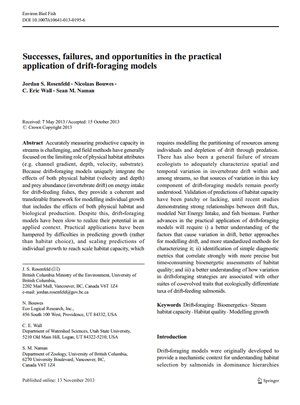 Environ Biol Fish
DOI 10.1007/s10641-013-0195-6
Successes, failures, and opportunities in the practical
application of drift-foraging models
Jordan S. Rosenfeld · Nicolaas Bouwes ·
C. Eric Wall · Sean M. Naman
Received: 7 May 2013 / Accepted: 15 October 2013
© Springer Science+Business Media Dordrecht 2013
Abstract Accurately measuring productive capacity in
streams is challenging, and field methods have generally
focused on the limiting role of physical habitat attributes
(e.g. channel gradient, depth, velocity, substrate).
Because drift-foraging models uniquely integrate the
effects of both physical habitat (velocity and depth)
and prey abundance (invertebrate drift) on energy intake
for drift-feeding fishes, they provide a coherent and
transferable framework for modelling individual growth
that includes the effects of both physical habitat and
biological production. Despite this, drift-foraging
models have been slow to realize their potential in an
applied context. Practical applications have been
hampered by difficulties in predicting growth (rather
than habitat choice), and scaling predictions of
individual growth to reach scale habitat capacity, which
requires modelling the partitioning of resources among
individuals and depletion of drift through predation.
There has also been a general failure of stream
ecologists to adequately characterize spatial and
temporal variation in invertebrate drift within and
among streams, so that sources of variation in this key
component of drift-foraging models remain poorly
understood. Validation of predictions of habitat capacity
have been patchy or lacking, until recent studies
demonstrating strong relationships between drift flux,
modeled Net Energy Intake, and fish biomass. Further
advances in the practical application of drift-foraging
models will require i) a better understanding of the
factors that cause variation in drift, better approaches
for modelling drift, and more standardized methods for
characterizing it; ii) identification of simple diagnostic
metrics that correlate strongly with more precise but
time-consuming bioenergetic assessments of habitat
quality; and iii) a better understanding of how variation
in drift-foraging strategies are associated with other
suites of co-evolved traits that ecologically differentiate
taxa of drift-feeding salmonids.
Keywords Drift-foraging · Bioenergetics · Stream
habitat capacity · Habitat quality · Modelling growth
Introduction
Drift-foraging models were originally developed to
provide a mechanistic context for understanding habitat
selection by salmonids in dominance hierarchies
J. S. Rosenfeld
British Columbia Ministry of the Environment, University of
British Columbia,
2202 Mall, Vancouver, BC, Canada V6T 1Z4
e-mail:
N. Bouwes
Eco Logical Research, Inc.,
Providence, UT 84332, USA
C. E. Wall
Department of Watershed Sciences, Utah State University,
5210 Old Main Hill, Logan, UT 84322-5210, USA
S. M. Naman
Department of Zoology, University of British Columbia,
6270 University Boulevard, Vancouver, BC,
Canada V6T 1Z4
Published online: 13 November 2013
Springer